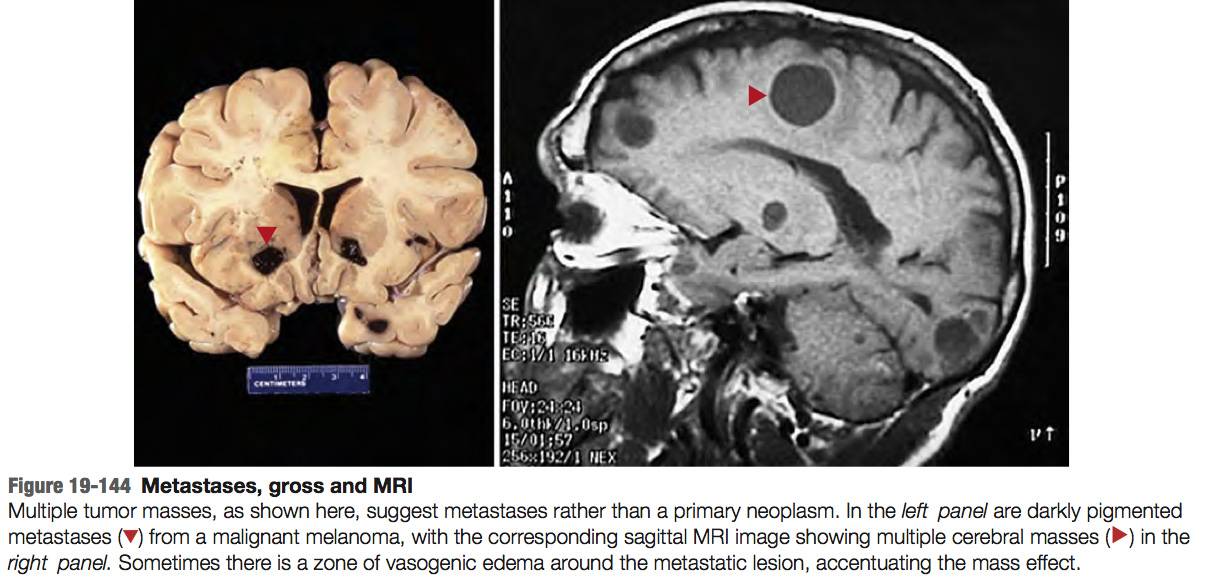 A
1
1
0
P
1
0
9
SE
TR:566
TE:16
EC:1/1 16kHz
HEAD
FOV:24x24
6.0thk/1.0sp
15/01:57
256x192/1 NEX
1 2 3 4
CENTIMETERS
Figure 19-144 Metastases, gross and MRI
Multiple tumor masses, as shown here, suggest metastases rather than a primary neoplasm. In the left panel are darkly pigmented
metastases (▼) from a malignant melanoma, with the corresponding sagittal MRI image showing multiple cerebral masses (▶) in the
right panel. Sometimes there is a zone of vasogenic edema around the metastatic lesion, accentuating the mass effect.